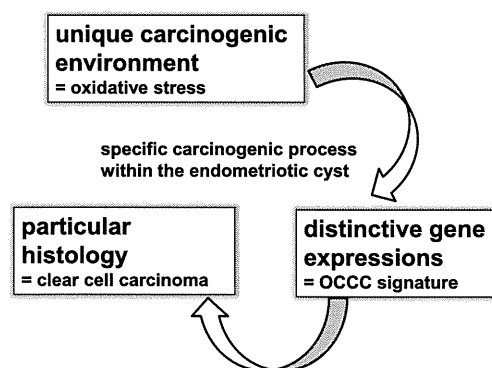 unique carcinogenic
environment
= oxidative stress
specific carcinogenic process
within the endometriotic cyst
particular
histology
= clear cell carcinoma
distinctive gene
expressions
= OCCC signature